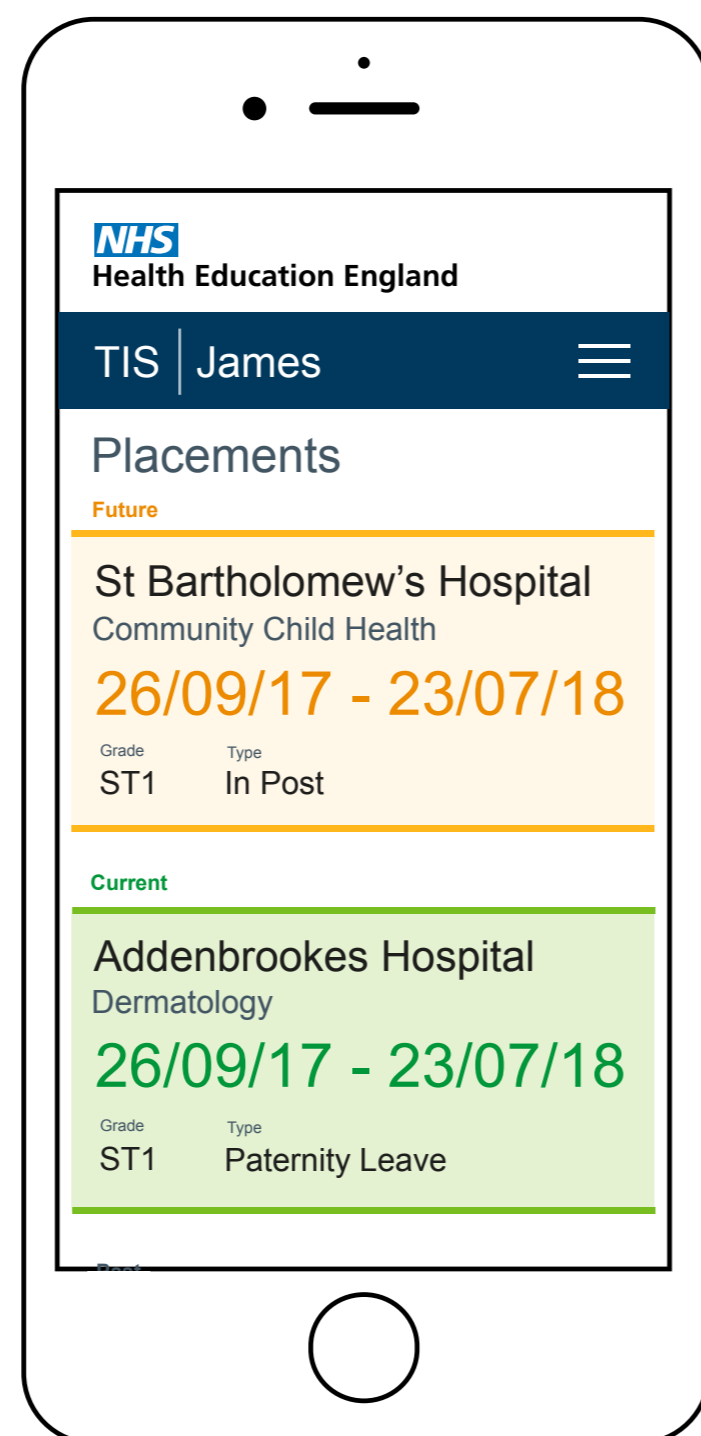 NHS
Health Education England
TIS James
Placements
Future
St Bartholomew’s Hospital
Community Child Health
26/09/17 - 23/07/18
Grade Type
ST1 In Post
Current
Addenbrookes Hospital
Dermatology
26/09/17 - 23/07/18
Grade Type
ST1 Paternity Leave